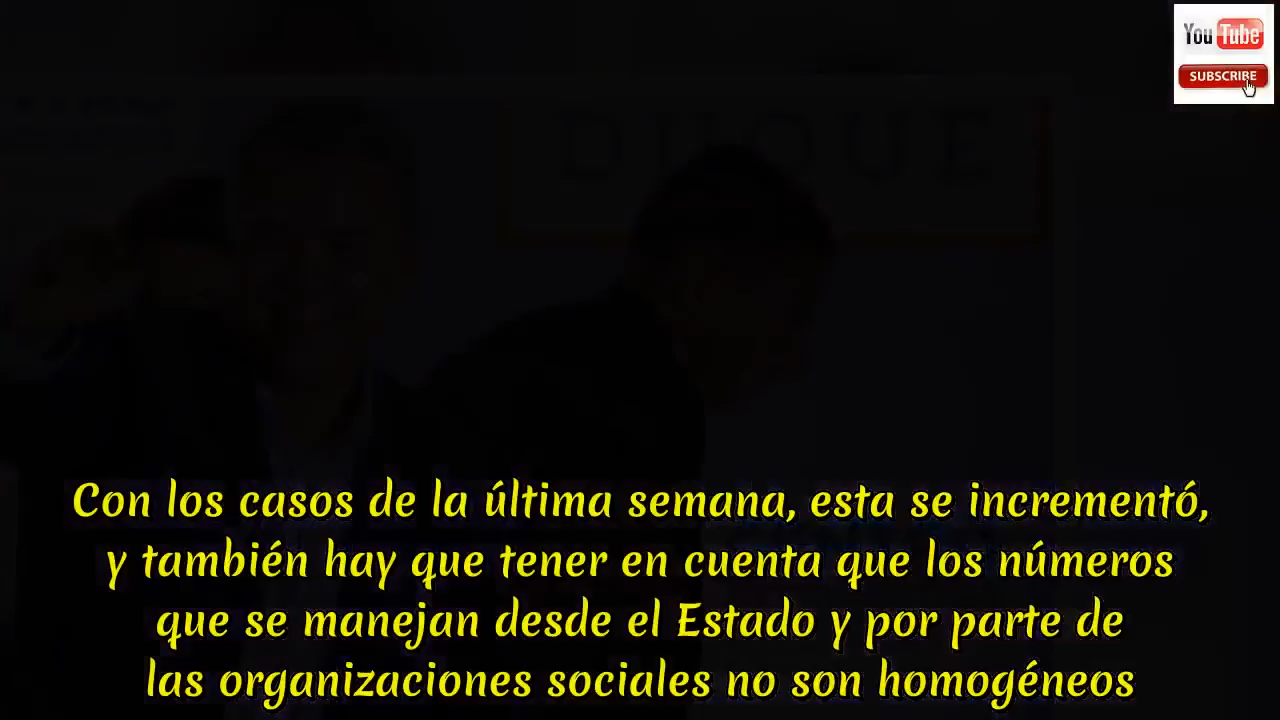 You Tube
SUBSCRIBE
DUQUE
Con los casos de la última semana, esta se incrementó,
y también hay que tener en cuenta que los números
que se manejan desde el Estado y por parte de
las organizaciones sociales no son homogéneos